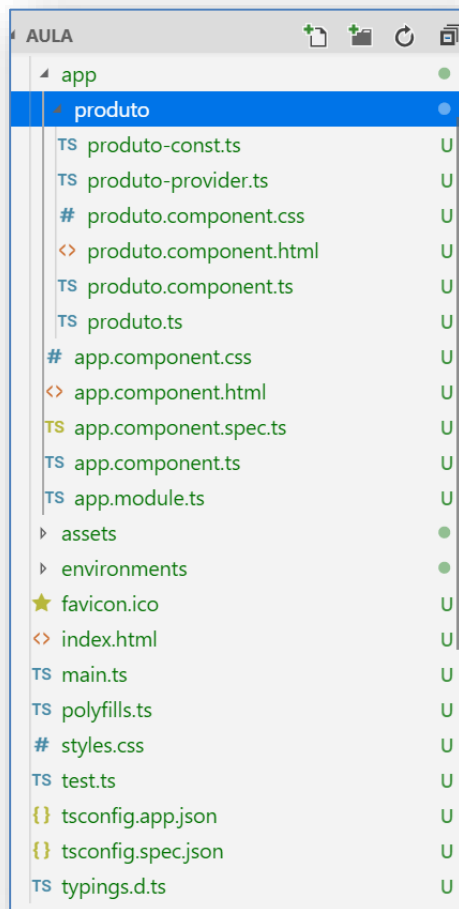 AULA
app
produto
TS produto-const.ts U
TS produto-provider.ts U
# produto.component.css U
<> produto.component.html U
TS produto.component.ts U
TS produto.ts U
# app.component.css U
<> app.component.html U
TS app.component.spec.ts U
TS app.component.ts U
TS app.module.ts U
assets
environments
favicon.ico U
<> index.html U
TS main.ts U
TS polyfills.ts U
# styles.css U
TS test.ts U
{} tsconfig.app.json U
{} tsconfig.spec.json U
TS typings.d.ts U